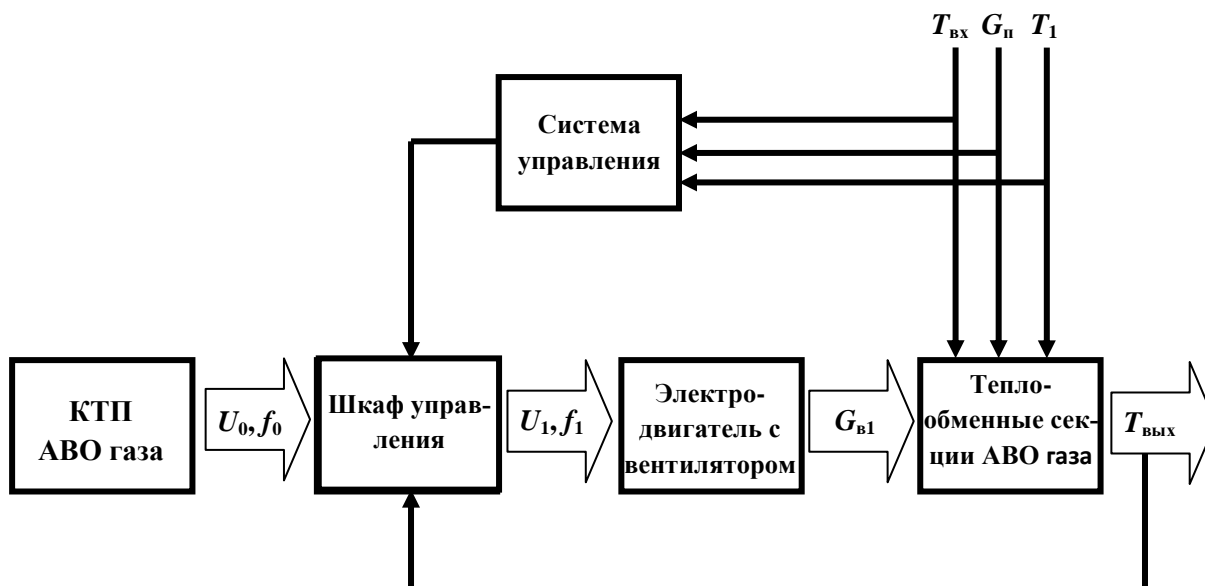 Tвх Gп T1
Система
управления
КТП
АВО газа
U0, f0
Шкаф управ-
ления
U1, f1
Электро-
двигатель с
вентилятором
Gв1
Тепло-
обменные сек-
ции АВО газа
Tвых